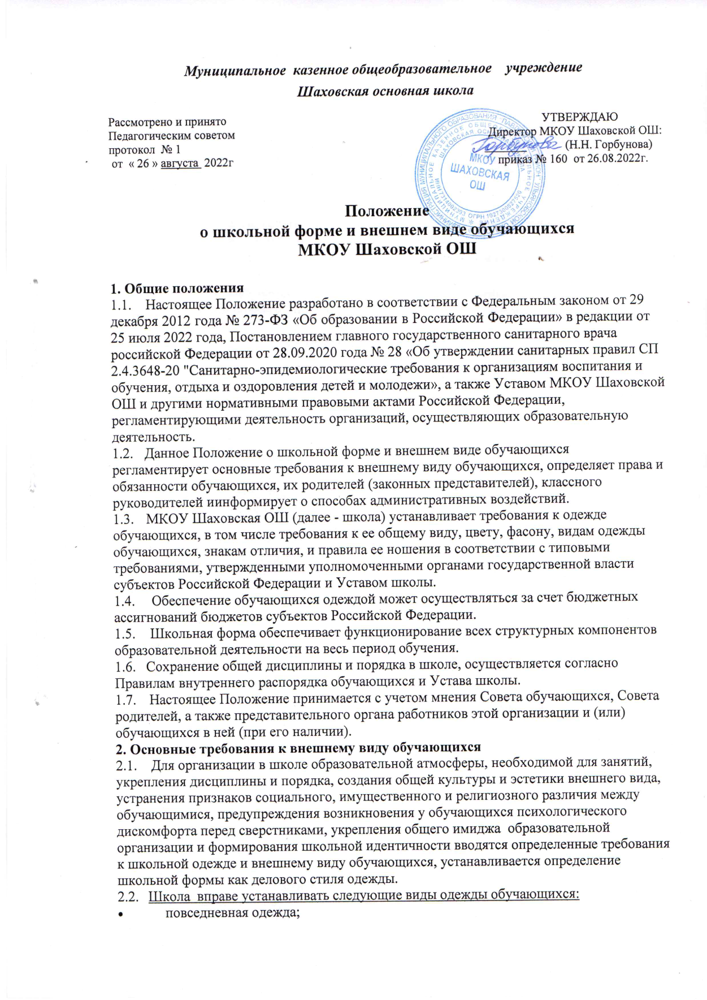 Муниципальное казенное общеобразовательное учреждение
Шаховская основная школа
Рассмотрено и принято
Педагогическим советом
протокол № 1
от « 26 » августа 2022г
УТВЕРЖДАЮ
Директор МКОУ Шаховской ОШ:
Горбунова (Н.Н. Горбунова)
приказ № 160 от 26.08.2022г.
МКОУ
ШАХОВСКАЯ
ОШ
ИНН 7314002393 ОГРН 1027300927520
Положение
о школьной форме и внешнем виде обучающихся
МКОУ Шаховской ОШ
1. Общие положения
1.1. Настоящее Положение разработано в соответствии с Федеральным законом от 29
декабря 2012 года № 273-ФЗ «Об образовании в Российской Федерации» в редакции от
25 июля 2022 года, Постановлением главного государственного санитарного врача
российской Федерации от 28.09.2020 года № 28 «Об утверждении санитарных правил СП
2.4.3648-20 "Санитарно-эпидемиологические требования к организациям воспитания и
обучения, отдыха и оздоровления детей и молодежи», а также Уставом МКОУ Шаховской
ОШ и другими нормативными правовыми актами Российской Федерации,
регламентирующими деятельность организаций, осуществляющих образовательную
деятельность.
1.2. Данное Положение о школьной форме и внешнем виде обучающихся
регламентирует основные требования к внешнему виду обучающихся, определяет права и
обязанности обучающихся, их родителей (законных представителей), классного
руководителей иинформирует о способах административных воздействий.
1.3. МКОУ Шаховская ОШ (далее - школа) устанавливает требования к одежде
обучающихся, в том числе требования к ее общему виду, цвету, фасону, видам одежды
обучающихся, знакам отличия, и правила ее ношения в соответствии с типовыми
требованиями, утвержденными уполномоченными органами государственной власти
субъектов Российской Федерации и Уставом школы.
1.4. Обеспечение обучающихся одеждой может осуществляться за счет бюджетных
ассигнований бюджетов субъектов Российской Федерации.
1.5. Школьная форма обеспечивает функционирование всех структурных компонентов
образовательной деятельности на весь период обучения.
1.6. Сохранение общей дисциплины и порядка в школе, осуществляется согласно
Правилам внутреннего распорядка обучающихся и Устава школы.
1.7. Настоящее Положение принимается с учетом мнения Совета обучающихся, Совета
родителей, а также представительного органа работников этой организации и (или)
обучающихся в ней (при его наличии).
2. Основные требования к внешнему виду обучающихся
2.1. Для организации в школе образовательной атмосферы, необходимой для занятий,
укрепления дисциплины и порядка, создания общей культуры и эстетики внешнего вида,
устранения признаков социального, имущественного и религиозного различия между
обучающимися, предупреждения возникновения у обучающихся психологического
дискомфорта перед сверстниками, укрепления общего имиджа образовательной
организации и формирования школьной идентичности вводятся определенные требования
к школьной одежде и внешнему виду обучающихся, устанавливается определение
школьной формы как делового стиля одежды.
2.2. Школа вправе устанавливать следующие виды одежды обучающихся:
• повседневная одежда;